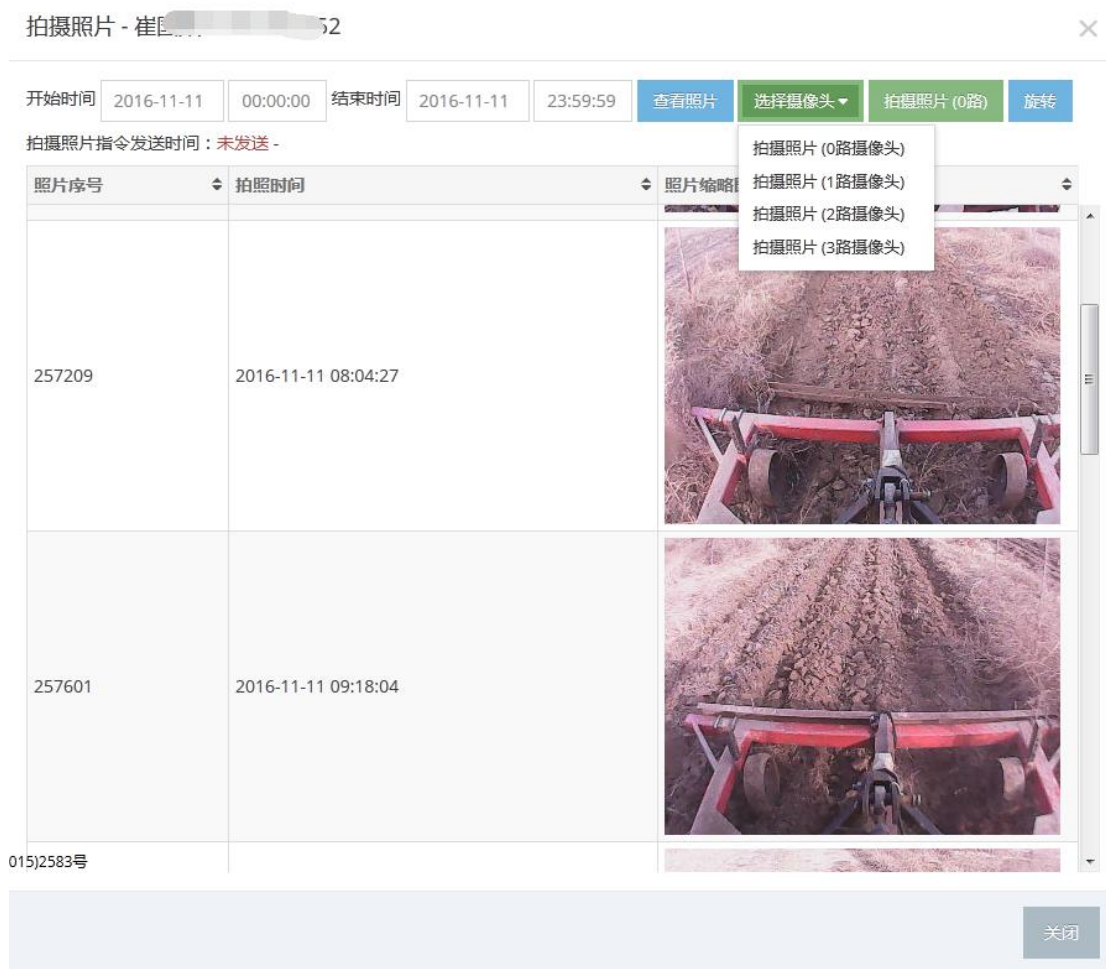 拍摄照片 - 崔 52
开始时间 2016-11-11 00:00:00 结束时间 2016-11-11 23:59:59 查看照片 选择摄像头 拍摄照片 (0路) 旋转
拍摄照片指令发送时间：未发送 -
拍摄照片 (0路摄像头)
拍摄照片 (1路摄像头)
拍摄照片 (2路摄像头)
拍摄照片 (3路摄像头)
照片序号 拍照时间 照片缩略
257209 2016-11-11 08:04:27
257601 2016-11-11 09:18:04
015)2583号
关闭